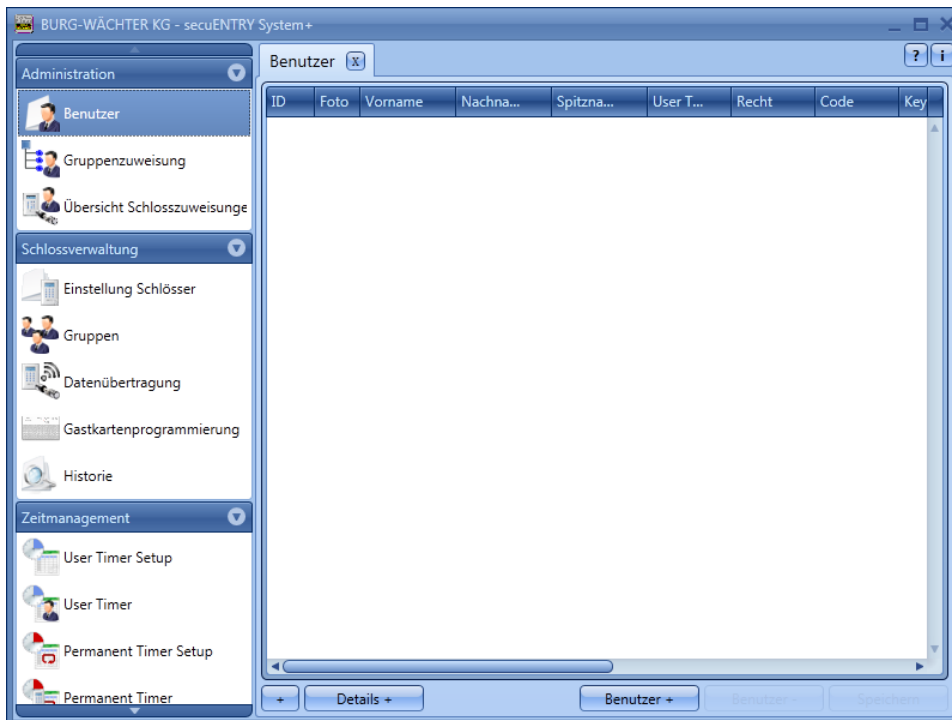 BURG-WÄCHTER KG - secuENTRY System+
Administration
Benutzer
Gruppenzuweisung
Übersicht Schlosszuweisunge
Schlossverwaltung
Einstellung Schlösser
Gruppen
Datenübertragung
Gastkartenprogrammierung
Historie
Zeitmanagement
User Timer Setup
User Timer
Permanent Timer Setup
Permanent Timer
Benutzer x
? i
ID Foto Vorname Nachna... Spitzna... User T... Recht Code Key
+ Details + Benutzer + Benutzer - Speichern